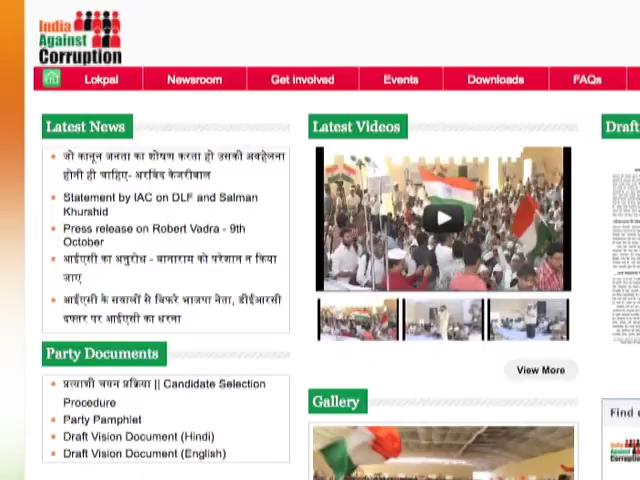 India
Against
Corruption
Lokpal Newsroom Get Involved Events Downloads FAQs
Latest News
जो कानून जनता का शोषण करता हो उसकी अवहेलना
होनी ही चाहिए- अरविंद केजरीवाल
Statement by IAC on DLF and Salman
Khurshid
Press release on Robert Vadra - 9th
October
आईएसी का अनुरोध - बानाराम को परेशान न किया
जाए
आईएसी के सवालों से बिफरे भाजपा नेता, डीईआरसी
दफ्तर पर आईएसी का धरना
Party Documents
प्रत्याशी चयन प्रक्रिया || Candidate Selection
Procedure
Party Pamphlet
Draft Vision Document (Hindi)
Draft Vision Document (English)
Latest Videos
View More
Gallery
Draft
Find
India
Against
Corruption